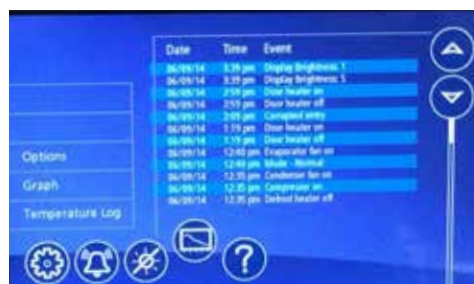 Date Time Event
06/09/14 3:39 pm Display Brightness: 1
06/09/14 3:39 pm Display Brightness: 5
06/09/14 2:59 pm Door heater on
06/09/14 2:59 pm Door heater off
06/09/14 2:09 pm Corrupted entry
06/09/14 1:19 pm Door heater on
06/09/14 1:19 pm Door heater off
06/09/14 12:40 pm Evaporator fan on
06/09/14 12:40 pm Mode - Normal
06/09/14 12:35 pm Condenser fan on
06/09/14 12:35 pm Compressor on
06/09/14 12:35 pm Defrost heater off
Options
Graph
Temperature Log
?